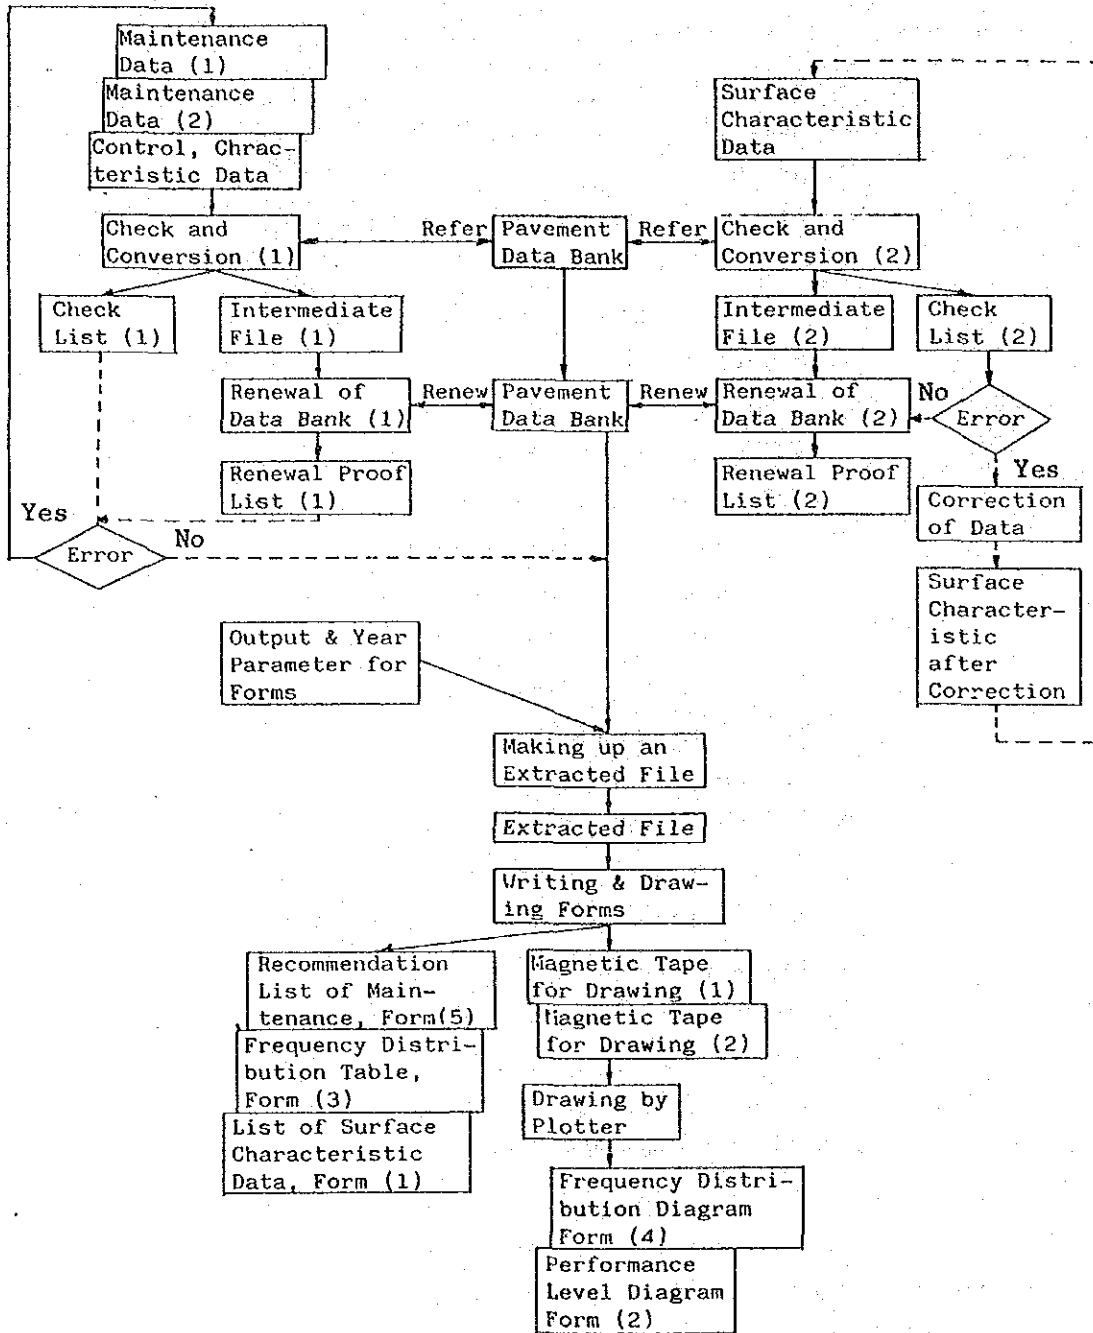 Maintenance
Data (1)
Maintenance
Data (2)
Control, Chrac-
teristic Data
Surface
Characteristic
Data
Check and
Conversion (1)
Refer
Pavement
Data Bank
Refer
Check and
Conversion (2)
Check
List (1)
Intermediate
File (1)
Intermediate
File (2)
Check
List (2)
Renewal of
Data Bank (1)
Renew
Pavement
Data Bank
Renew
Renewal of
Data Bank (2)
No
Error
Renewal Proof
List (1)
Renewal Proof
List (2)
Yes
Correction
of Data
Yes
Error
No
Surface
Character-
istic
after
Correction
Output & Year
Parameter for
Forms
Making up an
Extracted File
Extracted File
Writing & Draw-
ing Forms
Recommendation
List of Main-
tenance, Form(5)
Frequency Distri-
bution Table,
Form (3)
List of Surface
Characteristic
Data, Form (1)
Magnetic Tape
for Drawing (1)
Magnetic Tape
for Drawing (2)
Drawing by
Plotter
Frequency Distri-
bution Diagram
Form (4)
Performance
Level Diagram
Form (2)